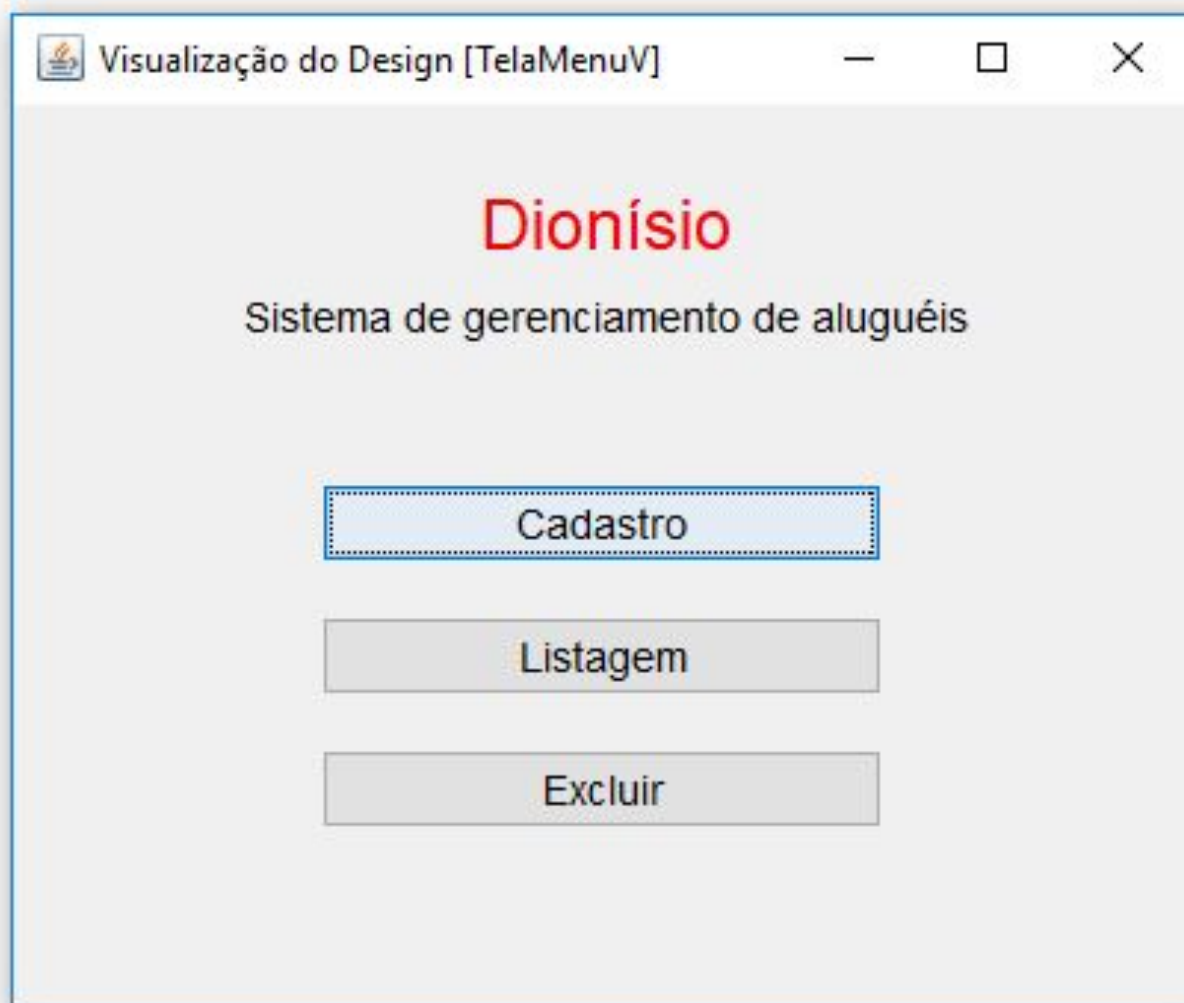 Visualização do Design [TelaMenuV]
Dionísio
Sistema de gerenciamento de aluguéis
Cadastro
Listagem
Excluir